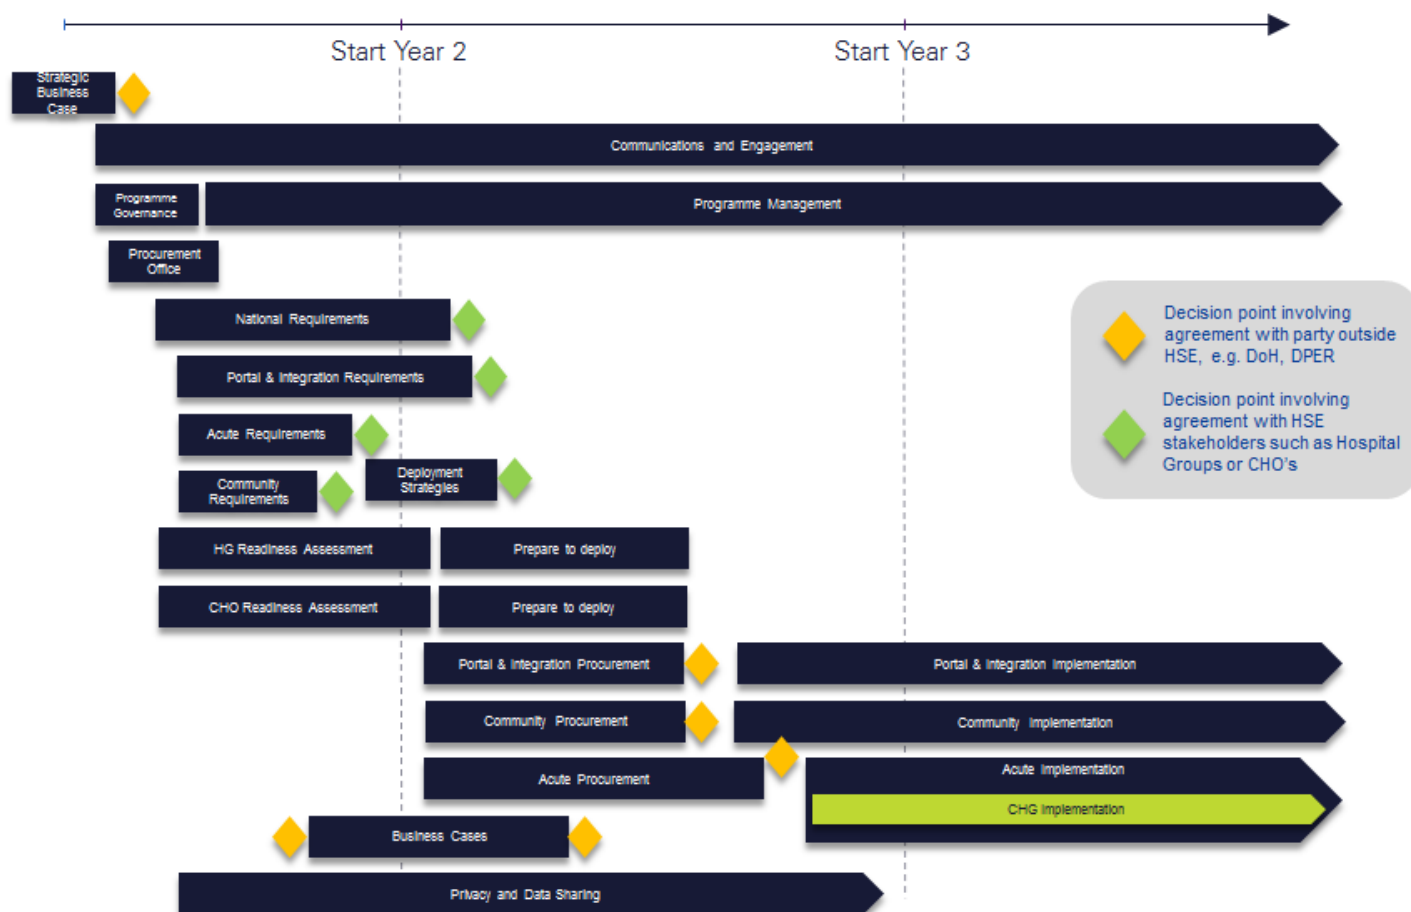 Start Year 2
Start Year 3
Strategic
Business
Case
Communications and Engagement
Programme
Governance
Programme Management
Procurement
Office
National Requirements
Portal & Integration Requirements
Acute Requirements
Community
Requirements
Deployment
Strategies
HG Readiness Assessment
Prepare to deploy
CHO Readiness Assessment
Prepare to deploy
Portal & Integration Procurement
Portal & Integration Implementation
Community Procurement
Community Implementation
Acute Procurement
Acute Implementation
CHG Implementation
Business Cases
Privacy and Data Sharing
Decision point involving
agreement with party outside
HSE, e.g. DoH, DPER
Decision point involving
agreement with HSE
stakeholders such as Hospital
Groups or CHO's